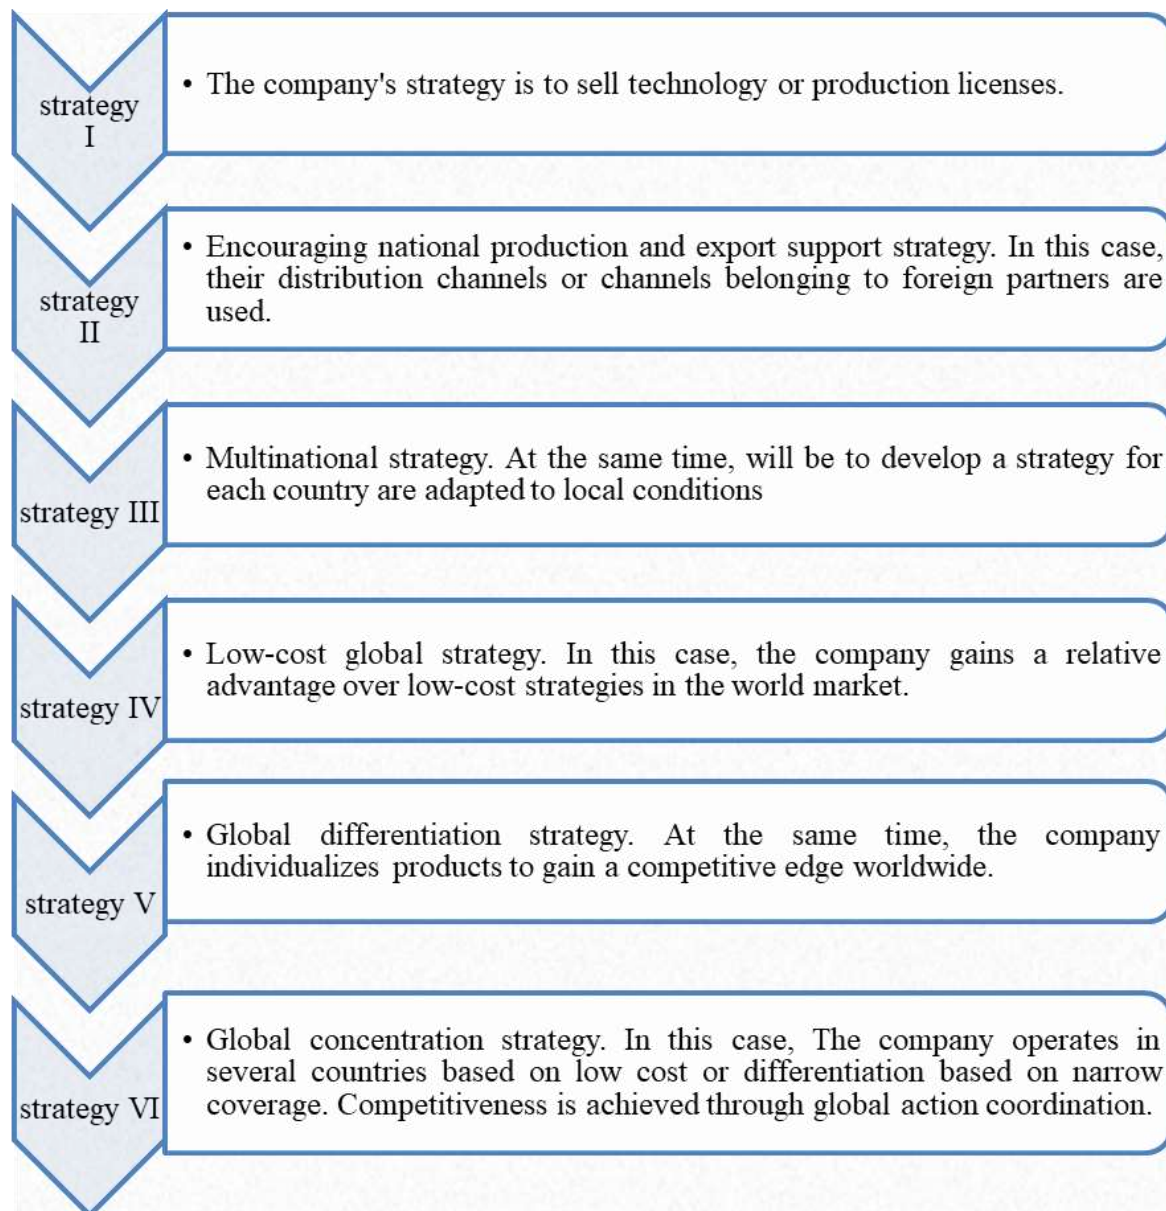 strategy
I
• The company's strategy is to sell technology or production licenses.
strategy
II
• Encouraging national production and export support strategy. In this case,
their distribution channels or channels belonging to foreign partners are
used.
strategy III
• Multinational strategy. At the same time, will be to develop a strategy for
each country are adapted to local conditions
strategy IV
• Low-cost global strategy. In this case, the company gains a relative
advantage over low-cost strategies in the world market.
strategy V
• Global differentiation strategy. At the same time, the company
individualizes products to gain a competitive edge worldwide.
strategy VI
• Global concentration strategy. In this case, The company operates in
several countries based on low cost or differentiation based on narrow
coverage. Competitiveness is achieved through global action coordination.